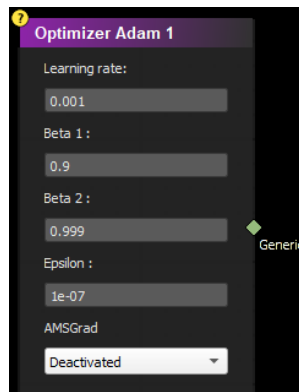 ?
Optimizer Adam 1
Learning rate:
0.001
Beta 1 :
0.9
Beta 2 :
0.999
Generic
Epsilon :
1e-07
AMSGrad
Deactivated